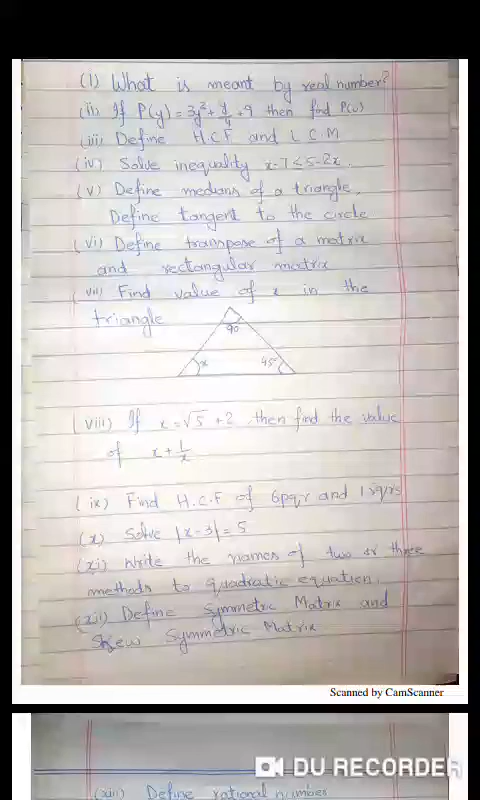 (i) What is meant by real number?
(ii) If P(y) = 3y² + y/4 + 9 then find P(0)
(iii) Define H.C.F and L C M
(iv) Solve inequality x-7 ≤ 5-2x.
(v) Define medians of a triangle.
Define tangent to the circle
(vi) Define transpose of a matrix
and rectangular matrix
(vii) Find value of x in the
triangle
90
x 45°
(viii) If x = √5 + 2 then find the value
of x + 1/x
(ix) Find H.C.F of 6pqr and 15qrs
(x) Solve |x-3| = 5
(xi) Write the names of two or three
methods to quadratic equation.
(xii) Define Symmetric Matrix and
Skew Symmetric Matrix
Scanned by CamScanner
DU RECORDER
(xiii) Define rational number